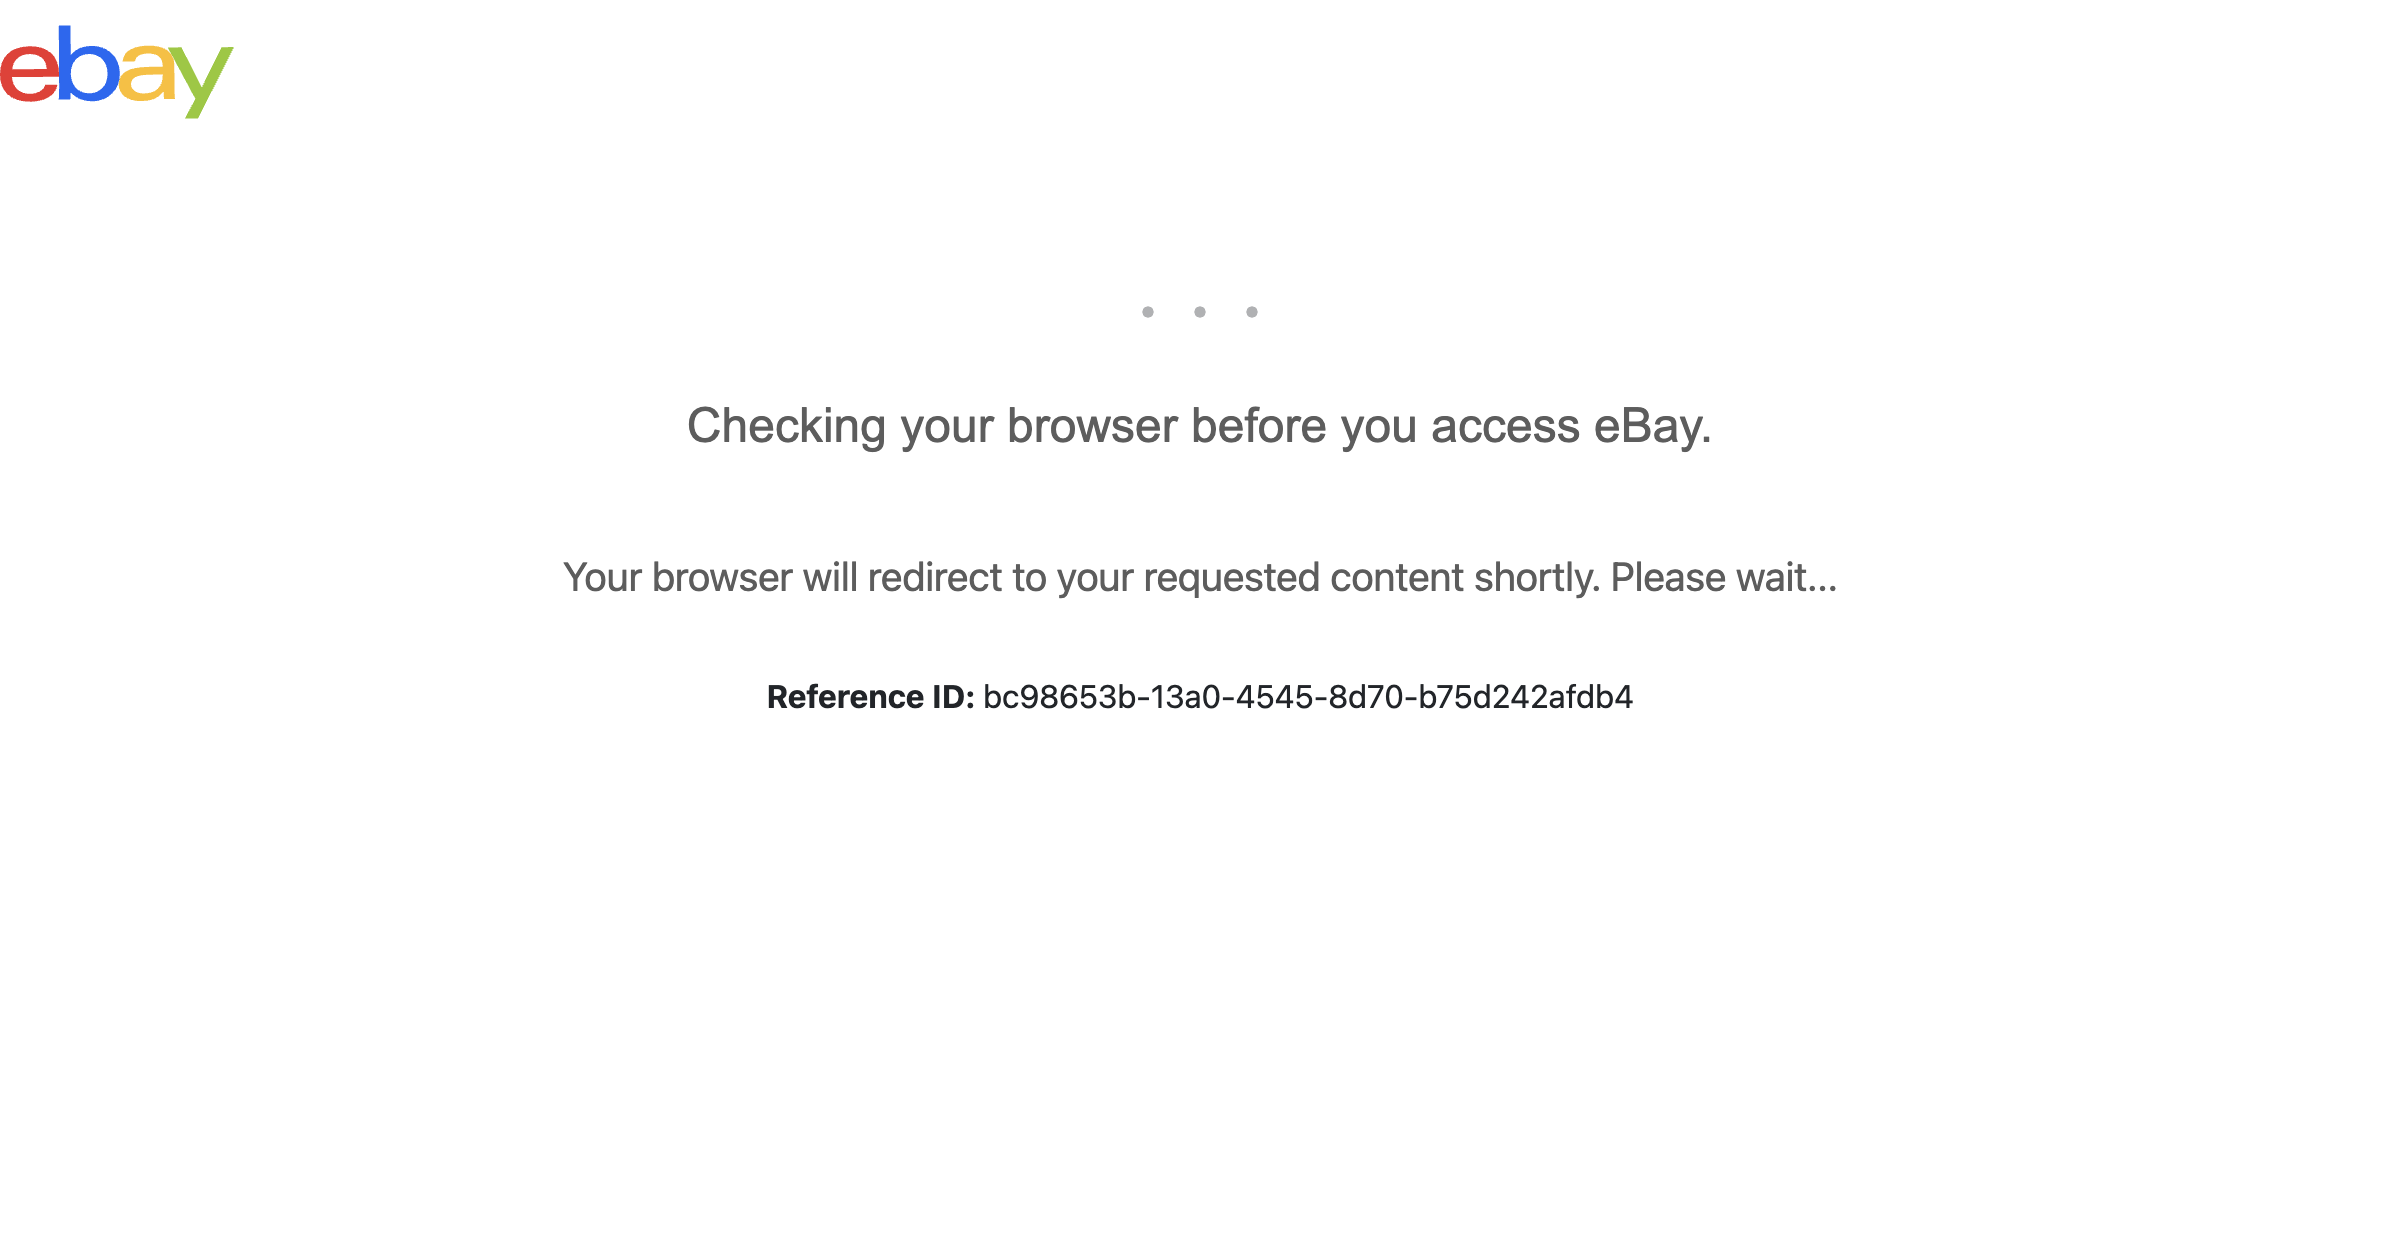 ebay
Checking your browser before you access eBay.
Your browser will redirect to your requested content shortly. Please wait...
Reference ID: bc98653b-13a0-4545-8d70-b75d242afdb4